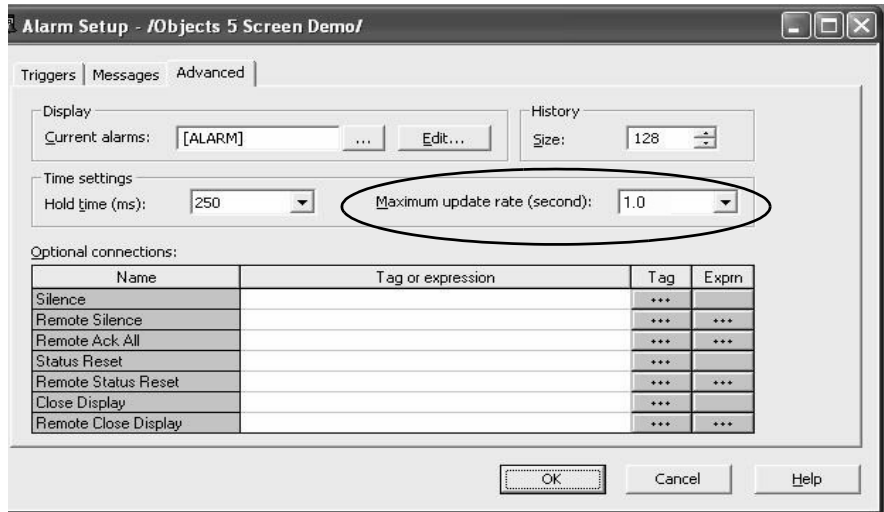 Alarm Setup - /Objects 5 Screen Demo/
Triggers Messages Advanced
Display
Current alarms: [ALARM] ... Edit...
History
Size: 128
Time settings
Hold time (ms): 250 Maximum update rate (second): 1.0
Optional connections:
Name Tag or expression Tag Exprn
Silence
Remote Silence
Remote Ack All
Status Reset
Remote Status Reset
Close Display
Remote Close Display
OK Cancel Help